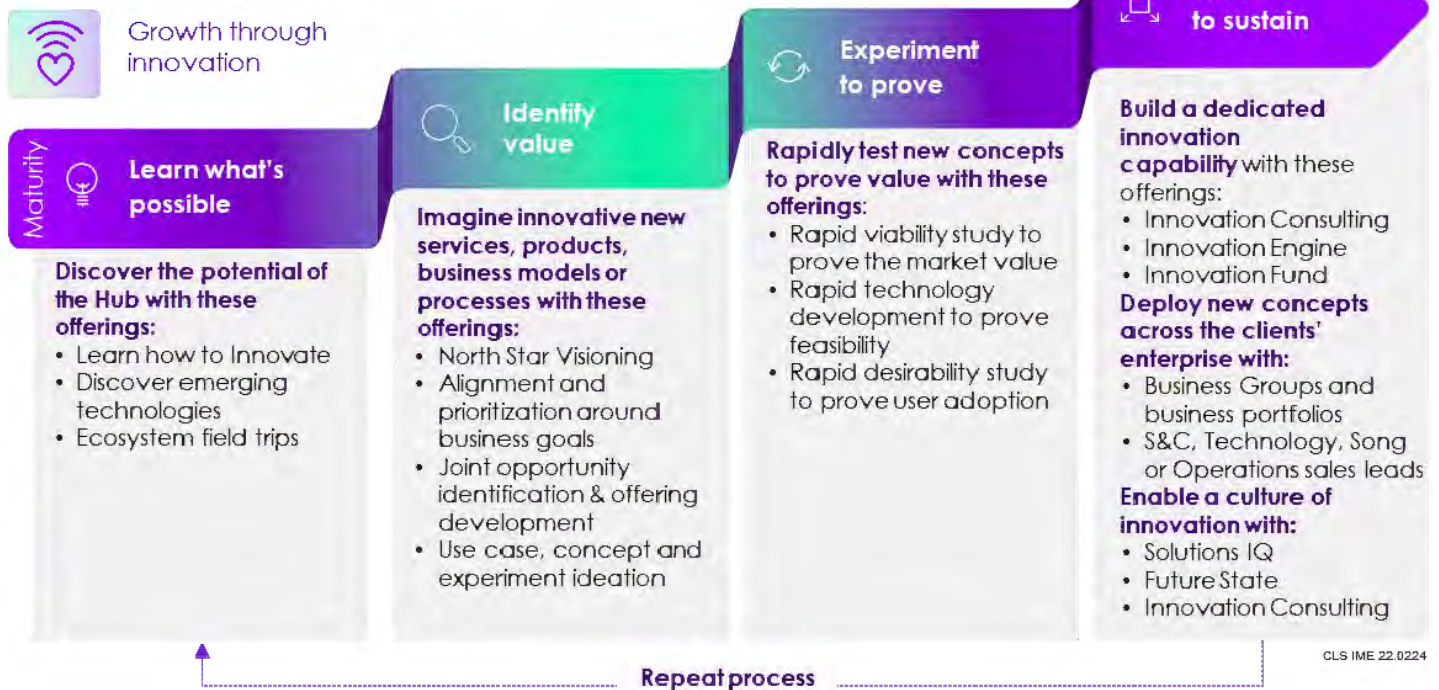 Growth through
innovation
Maturity
Learn what's
possible
Discover the potential of
the Hub with these
offerings:
• Learn how to Innovate
• Discover emerging
technologies
• Ecosystem field trips
Identify
value
Imagine innovative new
services, products,
business models or
processes with these
offerings:
• North Star Visioning
• Alignment and
prioritization around
business goals
• Joint opportunity
identification & offering
development
• Use case, concept and
experiment ideation
Experiment
to prove
Rapidly test new concepts
to prove value with these
offerings:
• Rapid viability study to
prove the market value
• Rapid technology
development to prove
feasibility
• Rapid desirability study
to prove user adoption
to sustain
Build a dedicated
innovation
capability with these
offerings:
• Innovation Consulting
• Innovation Engine
• Innovation Fund
Deploy new concepts
across the clients'
enterprise with:
• Business Groups and
business portfolios
• S&C, Technology, Song
or Operations sales leads
Enable a culture of
innovation with:
• Solutions IQ
• Future State
• Innovation Consulting
CLS IME 22.0224
Repeat process